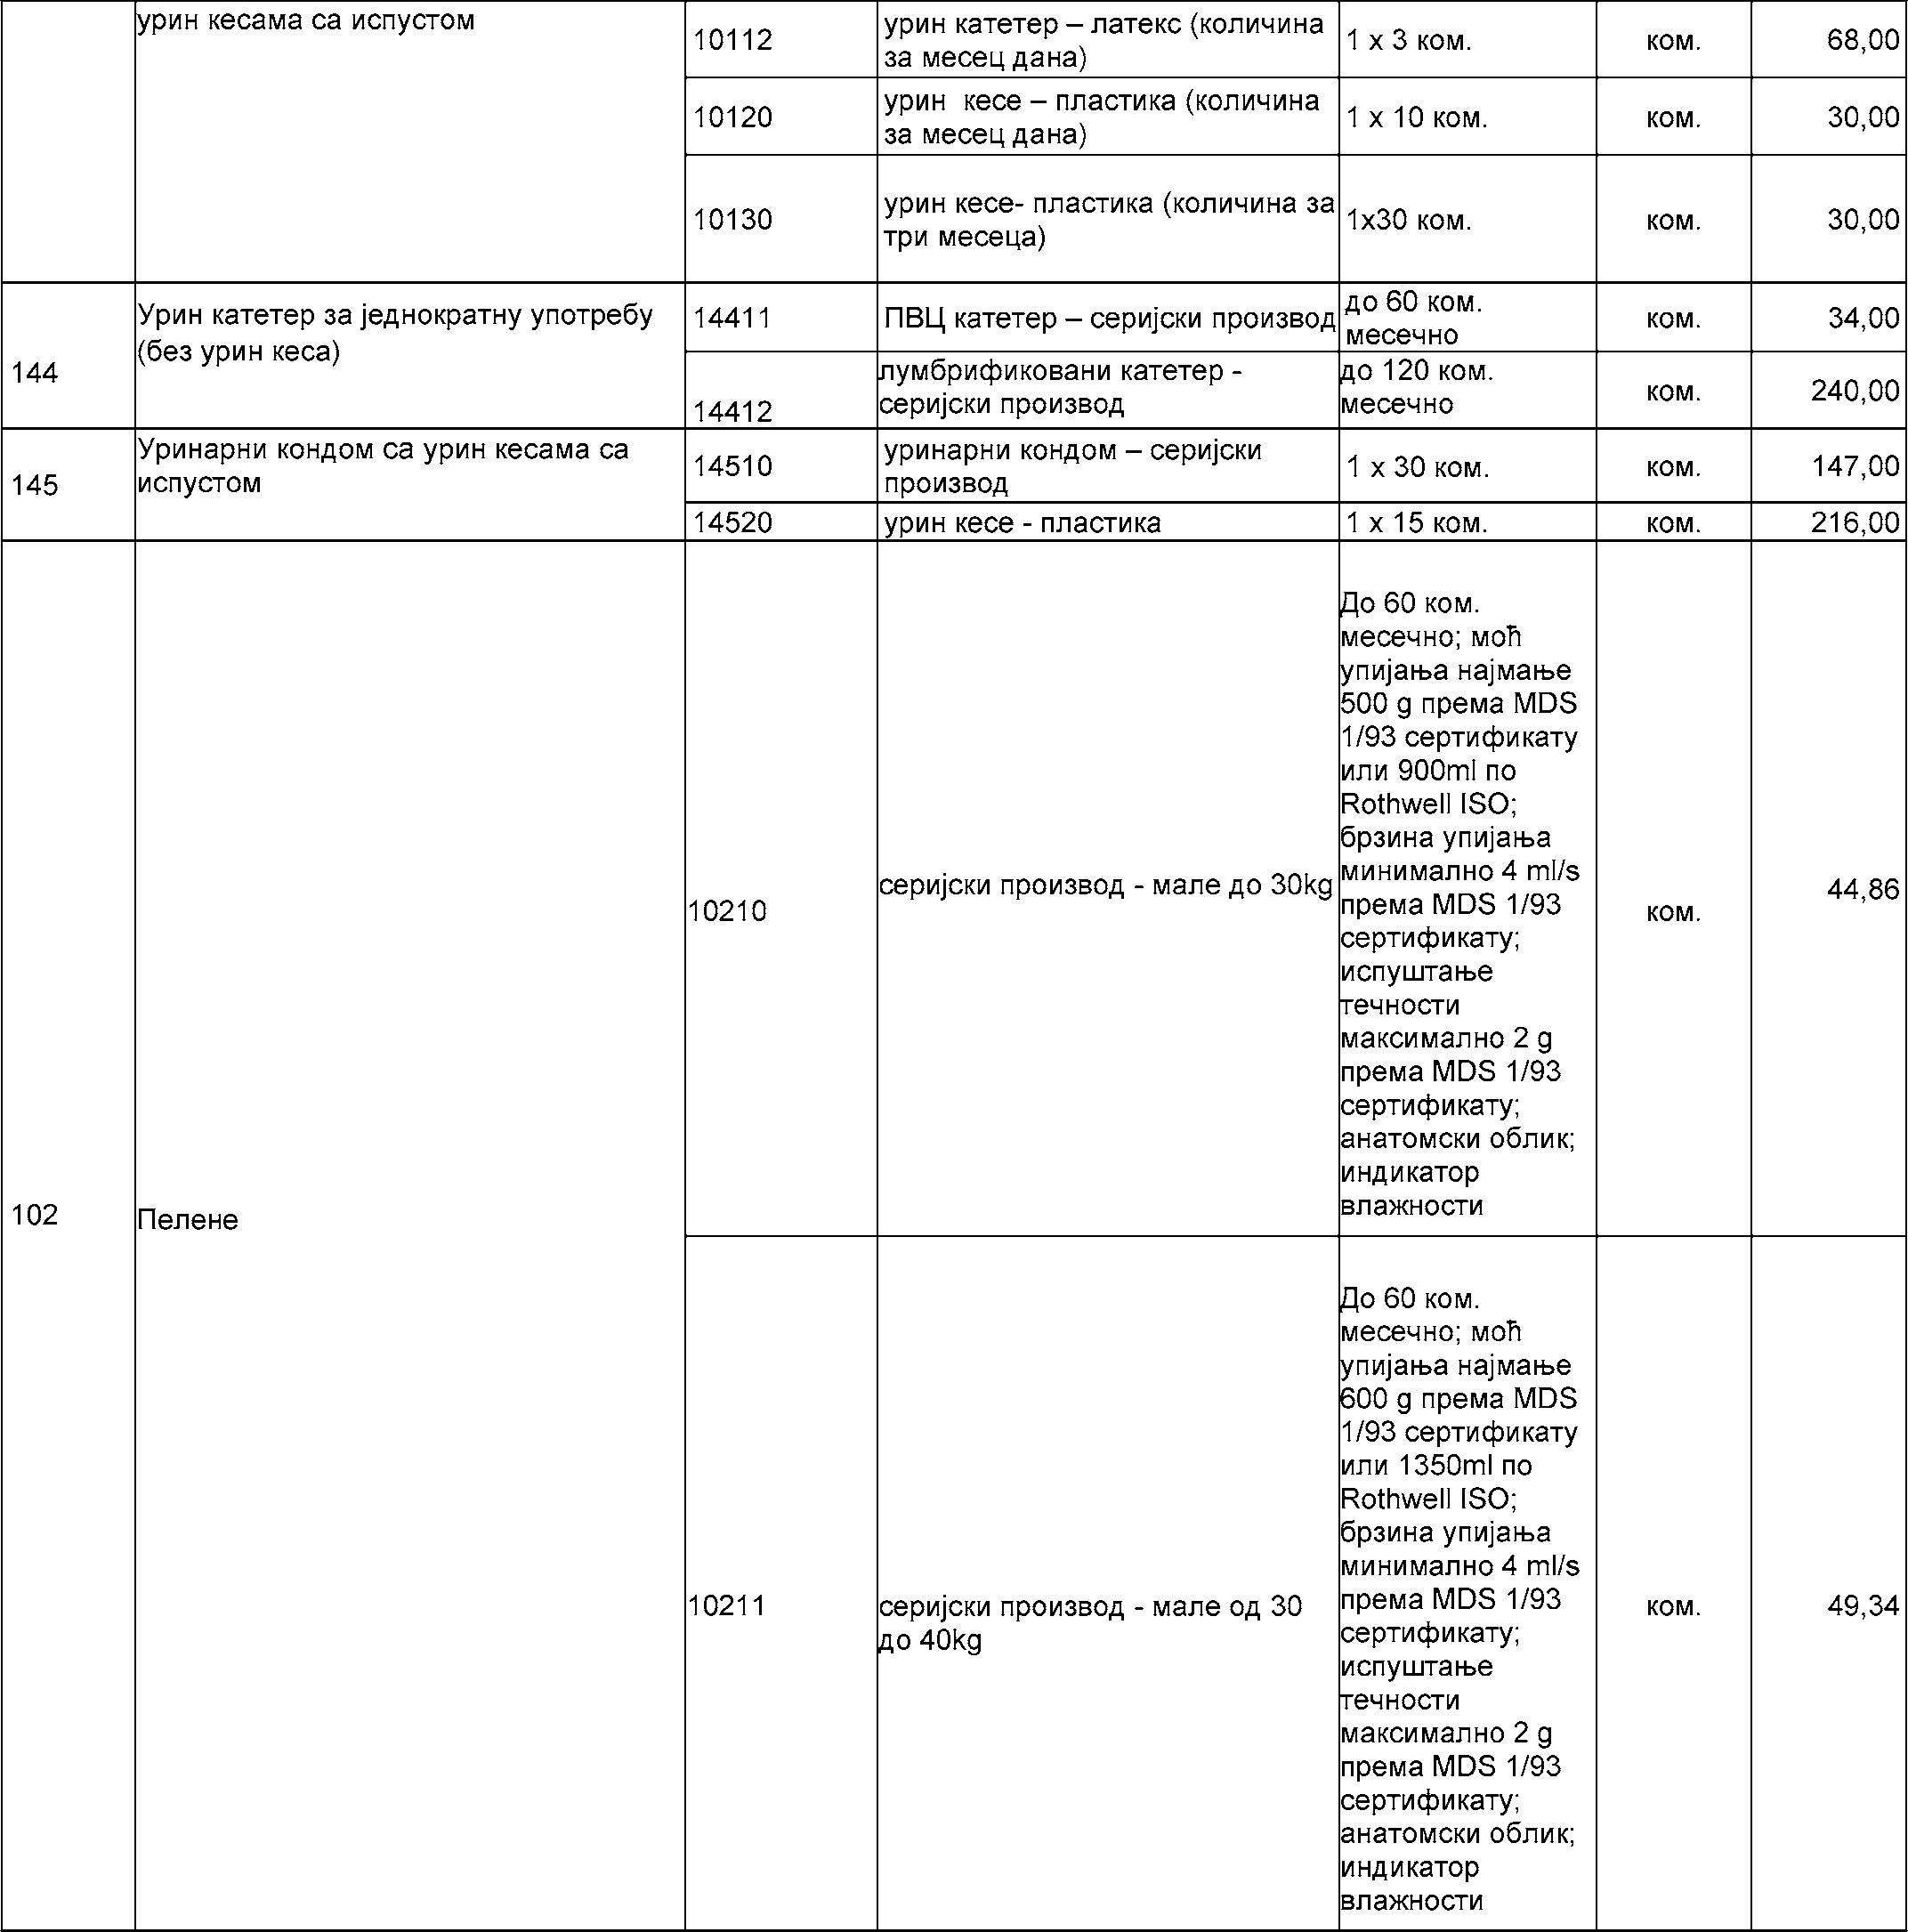 урин кесама са испустом
10112
урин катетер – латекс (количина
за месец дана)
1 х 3 ком.
ком.
68,00
10120
урин  кесе – пластика (количина
за месец дана)
1 х 10 ком.
ком.
30,00
10130
урин кесе- пластика (количина за
три месеца)
1х30 ком.
ком.
30,00
144
Урин катетер за једнократну употребу
(без урин кеса)
14411
ПВЦ катетер – серијски производ
до 60 ком.
месечно
ком.
34,00
14412
лумбрификовани катетер -
серијски производ
до 120 ком.
месечно
ком.
240,00
145
Уринарни кондом са урин кесама са
испустом
14510
уринарни кондом – серијски
производ
1 х 30 ком.
ком.
147,00
14520
урин кесе - пластика
1 х 15 ком.
ком.
216,00
102
Пелене
10210
серијски производ - мале до 30kg
До 60 ком.
месечно; моћ
упијања најмање
500 g према MDS
1/93 сертификату
или 900ml по
Rothwell ISO;
брзина упијања
минимално 4 ml/s
према MDS 1/93
сертификату;
испуштање
течности
максимално 2 g
према MDS 1/93
сертификату;
анатомски облик;
индикатор
влажности
ком.
44,86
10211
серијски производ - мале од 30
до 40kg
До 60 ком.
месечно; моћ
упијања најмање
600 g према MDS
1/93 сертификату
или 1350ml по
Rothwell ISO;
брзина упијања
минимално 4 ml/s
према MDS 1/93
сертификату;
испуштање
течности
максимално 2 g
према MDS 1/93
сертификату;
анатомски облик;
индикатор
влажности
ком.
49,34